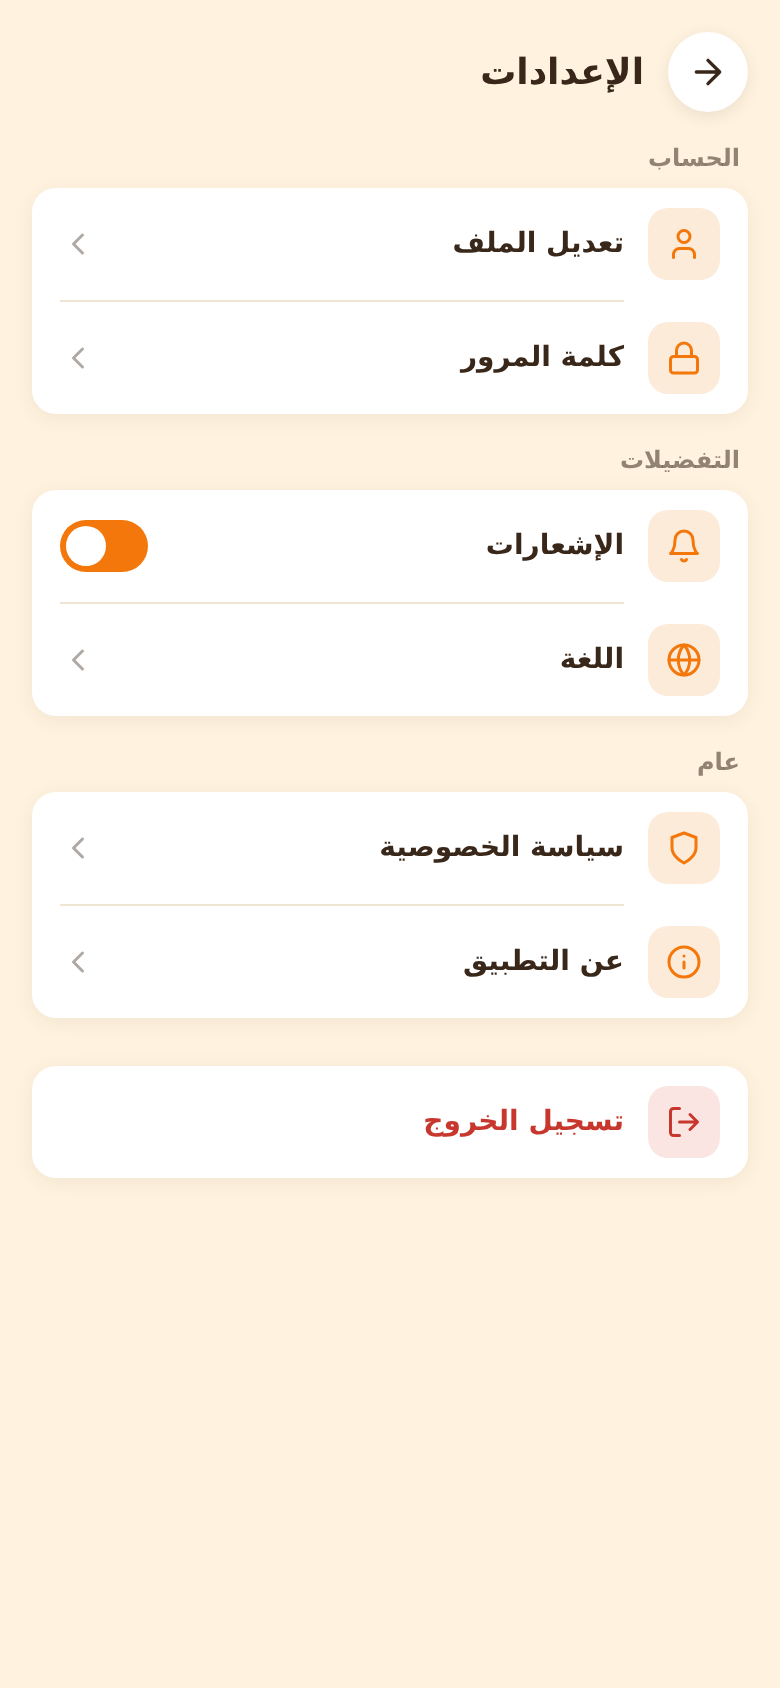 الإعدادات
الحساب
تعديل الملف
كلمة المرور
التفضيلات
الإشعارات
اللغة
عام
سياسة الخصوصية
عن التطبيق
تسجيل الخروج